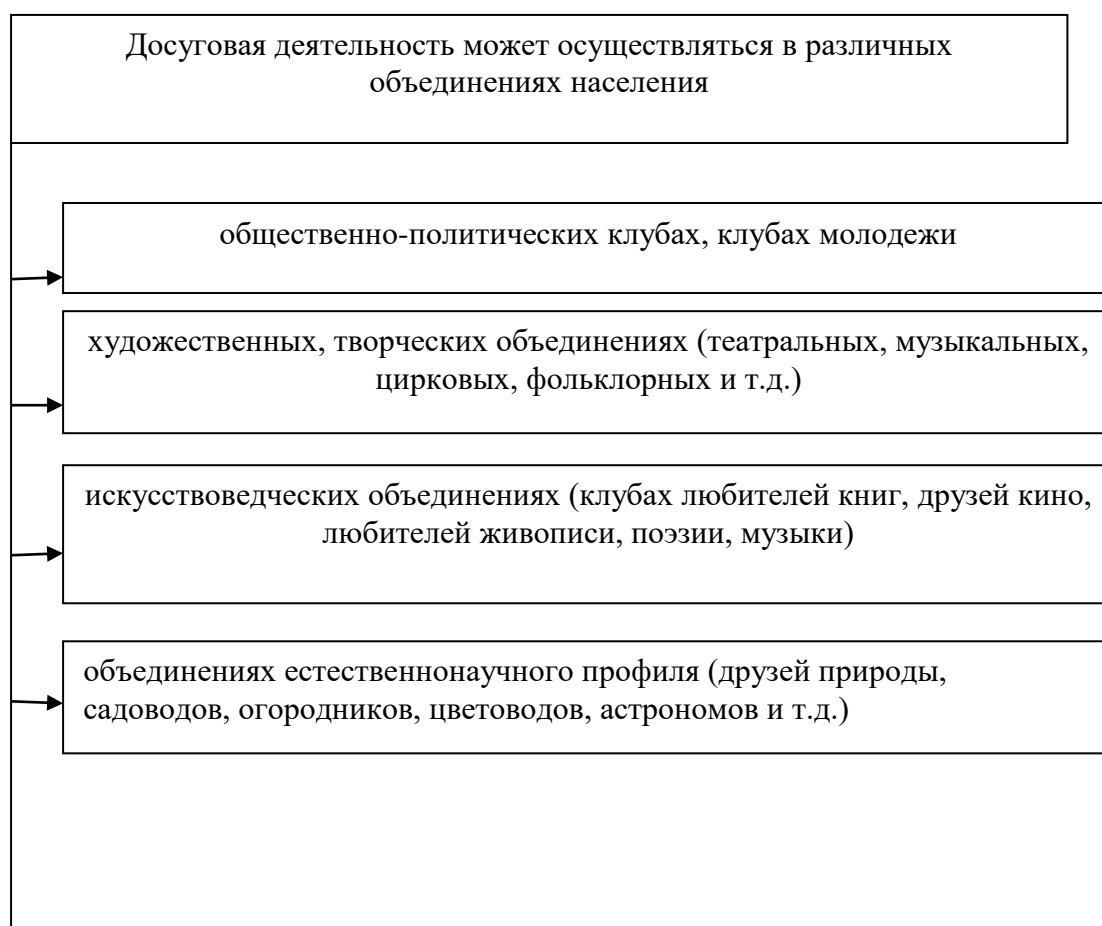 Досуговая деятельность может осуществляться в различных
объединениях населения
общественно-политических клубах, клубах молодежи
художественных, творческих объединениях (театральных, музыкальных,
цирковых, фольклорных и т.д.)
искусствоведческих объединениях (клубах любителей книг, друзей кино,
любителей живописи, поэзии, музыки)
объединениях естественнонаучного профиля (друзей природы,
садоводов, огородников, цветоводов, астрономов и т.д.)